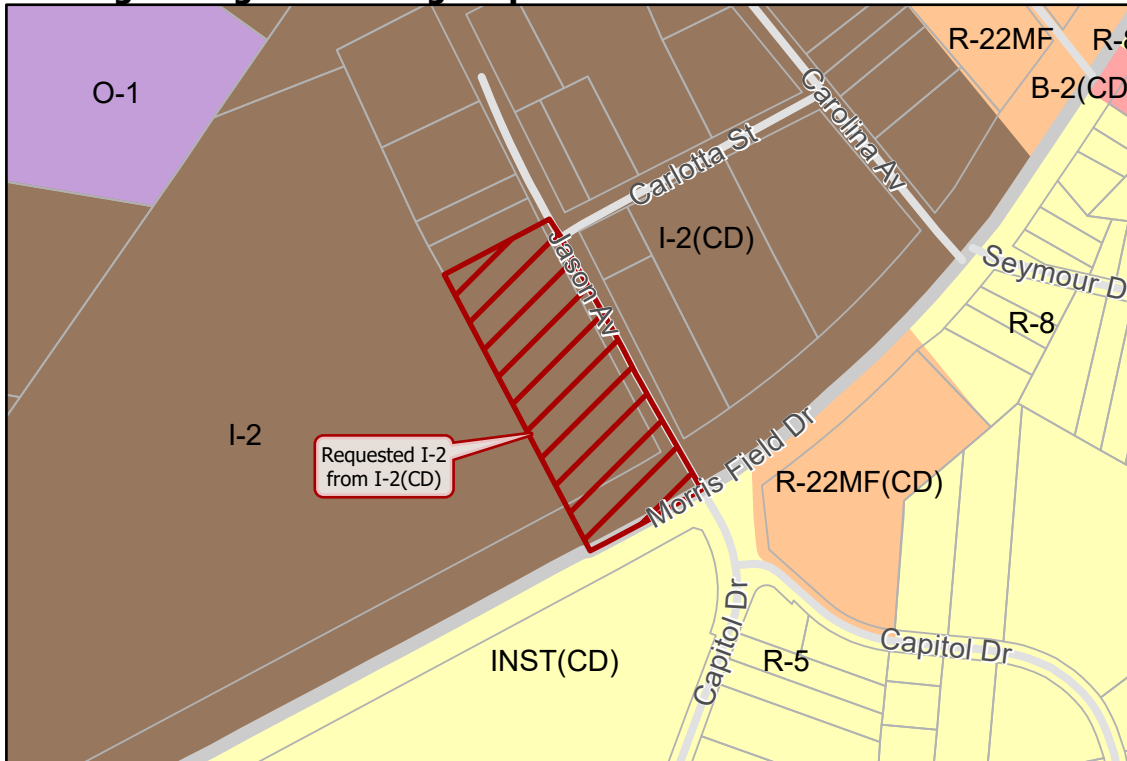 O-1
R-22MF
R-8
B-2(CD
Carolina Av
Carlotta St
I-2(CD)
Jason Av
Seymour D
R-8
I-2
Requested I-2
from I-2(CD)
Morris Field Dr
R-22MF(CD)
INST(CD)
Capitol Dr
R-5
Capitol Dr